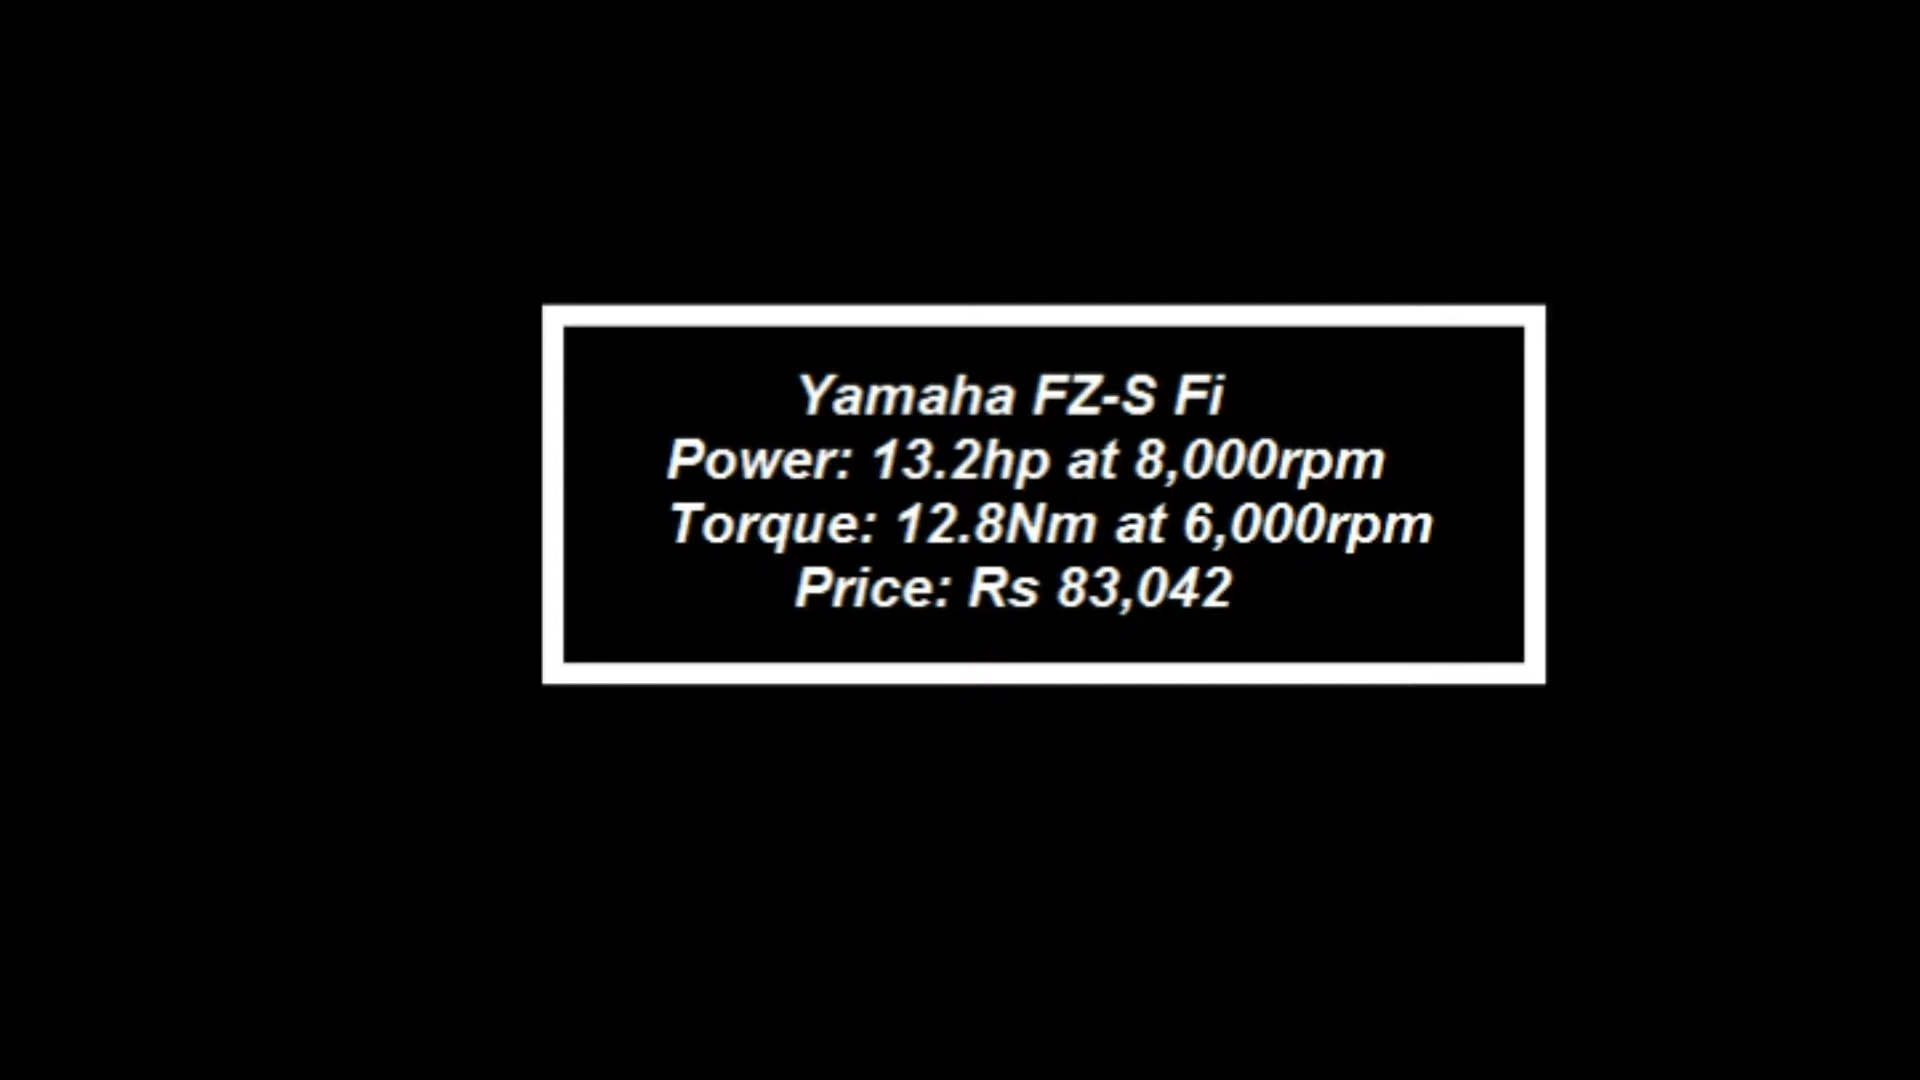 Yamaha FZ-S Fi
Power: 13.2hp at 8,000rpm
Torque: 12.8Nm at 6,000rpm
Price: Rs 83,042